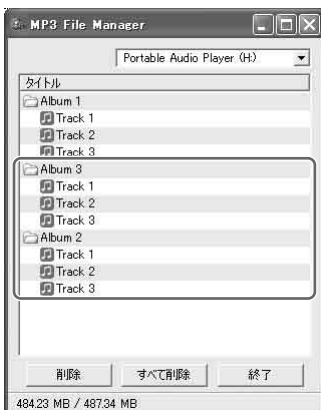 MP3 File Manager
Portable Audio Player (H:)
タイトル
Album 1
Track 1
Track 2
Track 3
Album 3
Track 1
Track 2
Track 3
Album 2
Track 1
Track 2
Track 3
削除 すべて削除 終了
484.23 MB / 487.34 MB